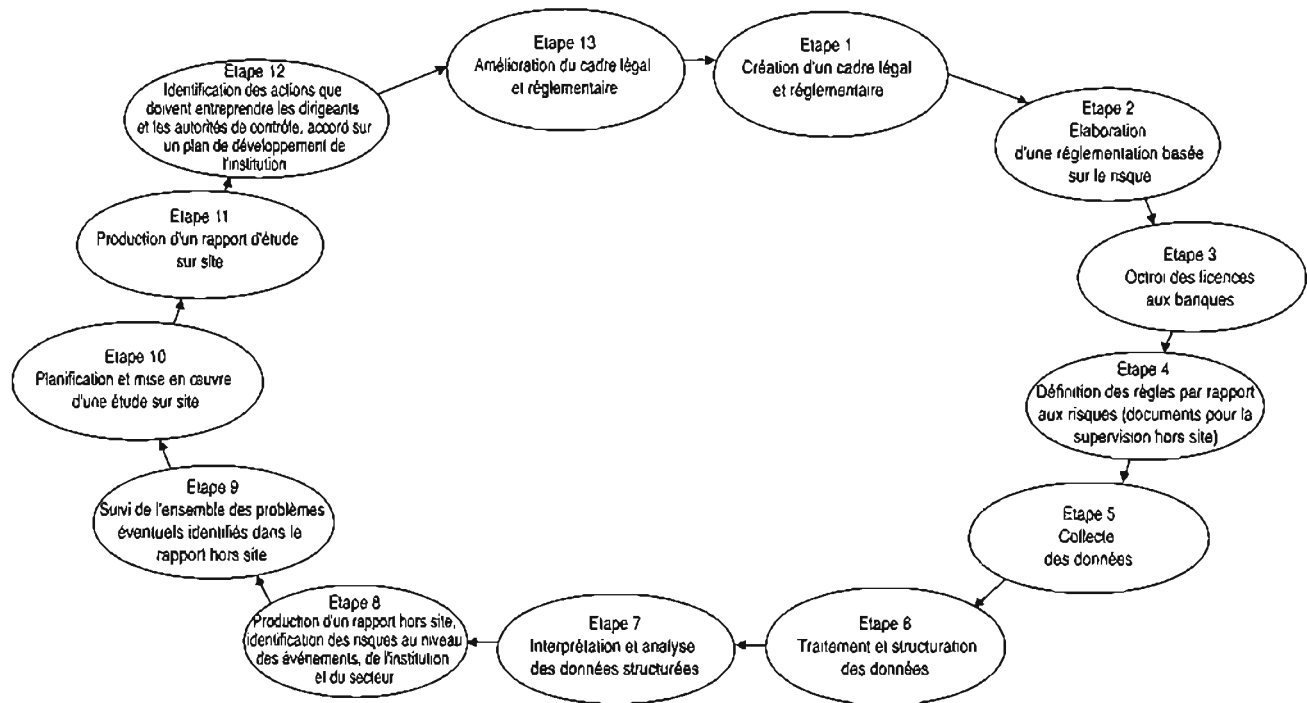 Etape 1
Création d'un cadre légal
et réglementaire
Etape 2
Elaboration
d'une réglementation basée
sur le risque
Etape 3
Octroi des licences
aux banques
Etape 4
Définition des règles par rapport
aux risques (documents pour la
supervision hors site)
Etape 5
Collecte
des données
Etape 6
Traitement et structuration
des données
Etape 7
Interprétation et analyse
des données structurées
Etape 8
Production d'un rapport hors site,
identification des risques au niveau
des événements, de l'institution
et du secteur
Etape 9
Suivi de l'ensemble des problèmes
éventuels identifiés dans le
rapport hors site
Etape 10
Planification et mise en œuvre
d'une étude sur site
Etape 11
Production d'un rapport d'étude
sur site
Etape 12
Identification des actions que
doivent entreprendre les dirigeants
et les autorités de contrôle, accord sur
un plan de développement de
l'institution
Etape 13
Amélioration du cadre légal
et réglementaire